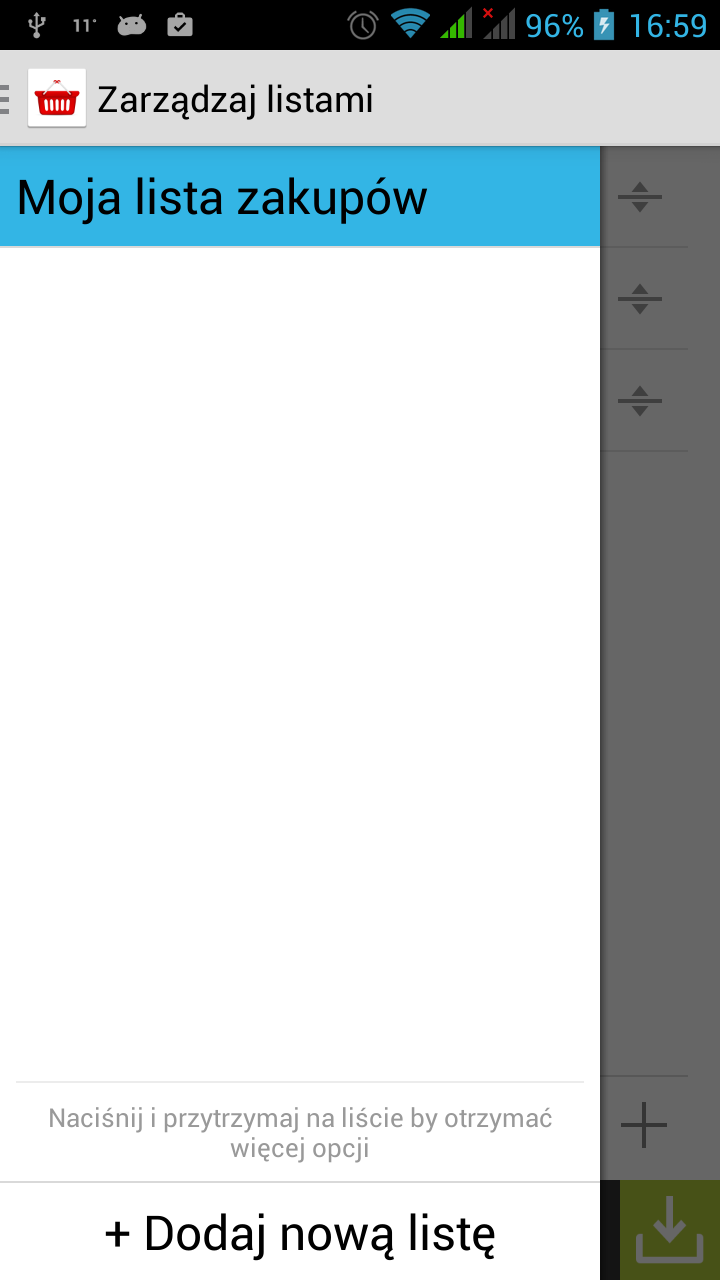 11° 96% 16:59
Zarządzaj listami
Moja lista zakupów
Naciśnij i przytrzymaj na liście by otrzymać
więcej opcji
+ Dodaj nową listę